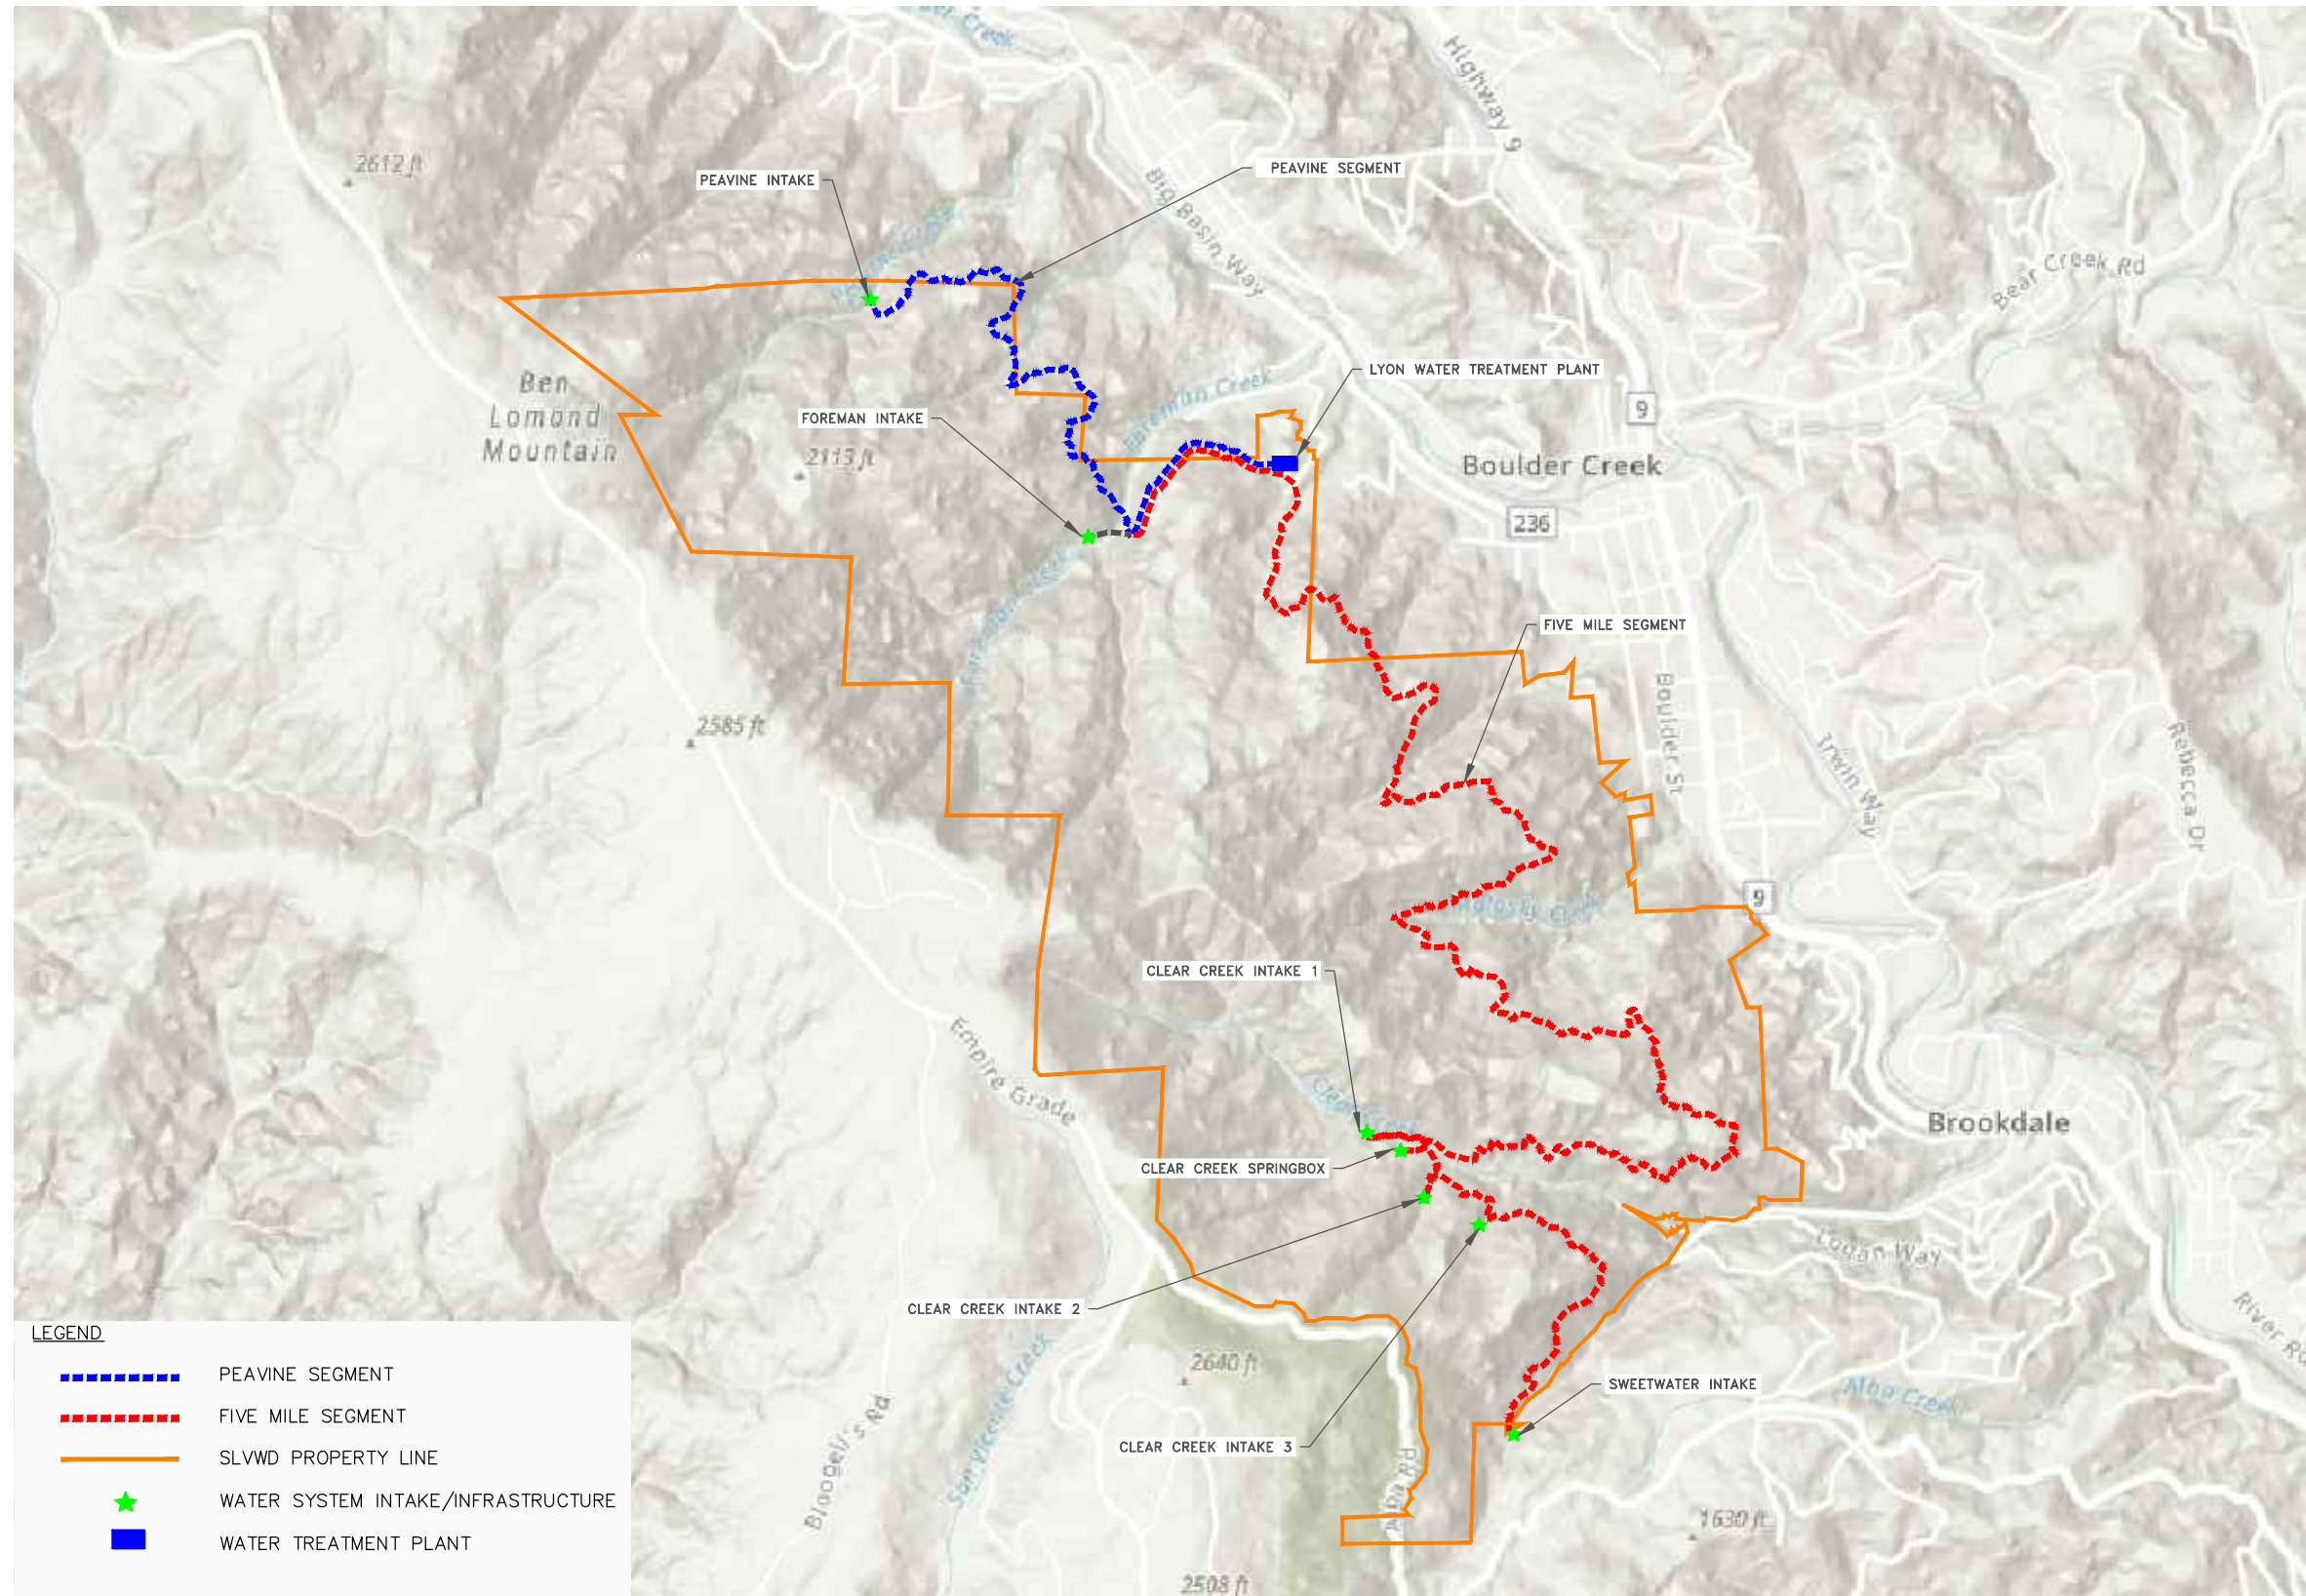 Creek
Highway 9
2612 ft
PEAVINE INTAKE
PEAVINE SEGMENT
Big Basin Way
Bear Creek Rd
Ben
Lomond
Mountain
LYON WATER TREATMENT PLANT
9
FOREMAN INTAKE
Foreman Creek
2113 ft
Boulder Creek
236
FIVE MILE SEGMENT
Foreman Creek
Boulder St
2585 ft
Irwin Way
Rebecca Dr
9
CLEAR CREEK INTAKE 1
Empire Grade
Clear Creek
Brookdale
CLEAR CREEK SPRINGBOX
Logan Way
CLEAR CREEK INTAKE 2
River Rd
2640 ft
San Vicente Creek
SWEETWATER INTAKE
Alba Rd
CLEAR CREEK INTAKE 3
1630 ft
2508 ft
LEGEND
PEAVINE SEGMENT
FIVE MILE SEGMENT
SLVWD PROPERTY LINE
WATER SYSTEM INTAKE/INFRASTRUCTURE
WATER TREATMENT PLANT